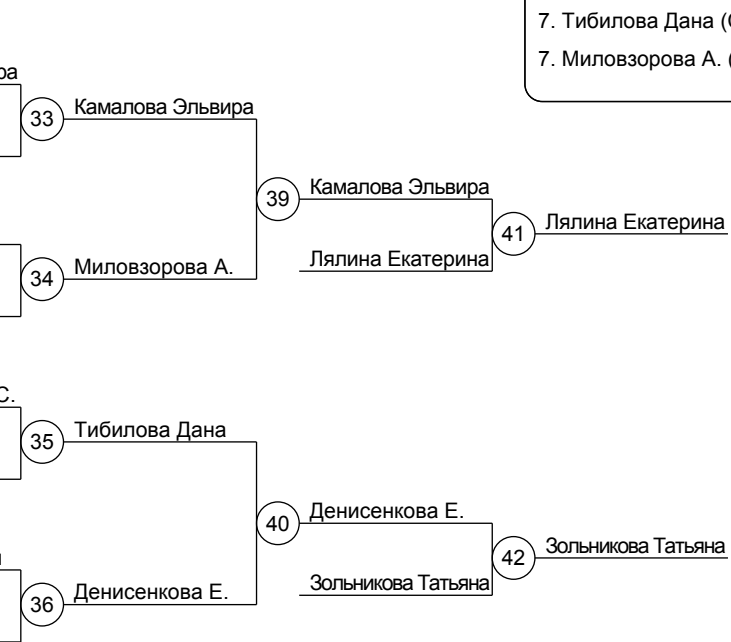 7. Тибилова Дана (
7. Миловзорова А. (
ра
33 Камалова Эльвира
39 Камалова Эльвира
41 Лялина Екатерина
Лялина Екатерина
34 Миловзорова А.
С.
35 Тибилова Дана
40 Денисенкова Е.
42 Зольникова Татьяна
Зольникова Татьяна
36 Денисенкова Е.